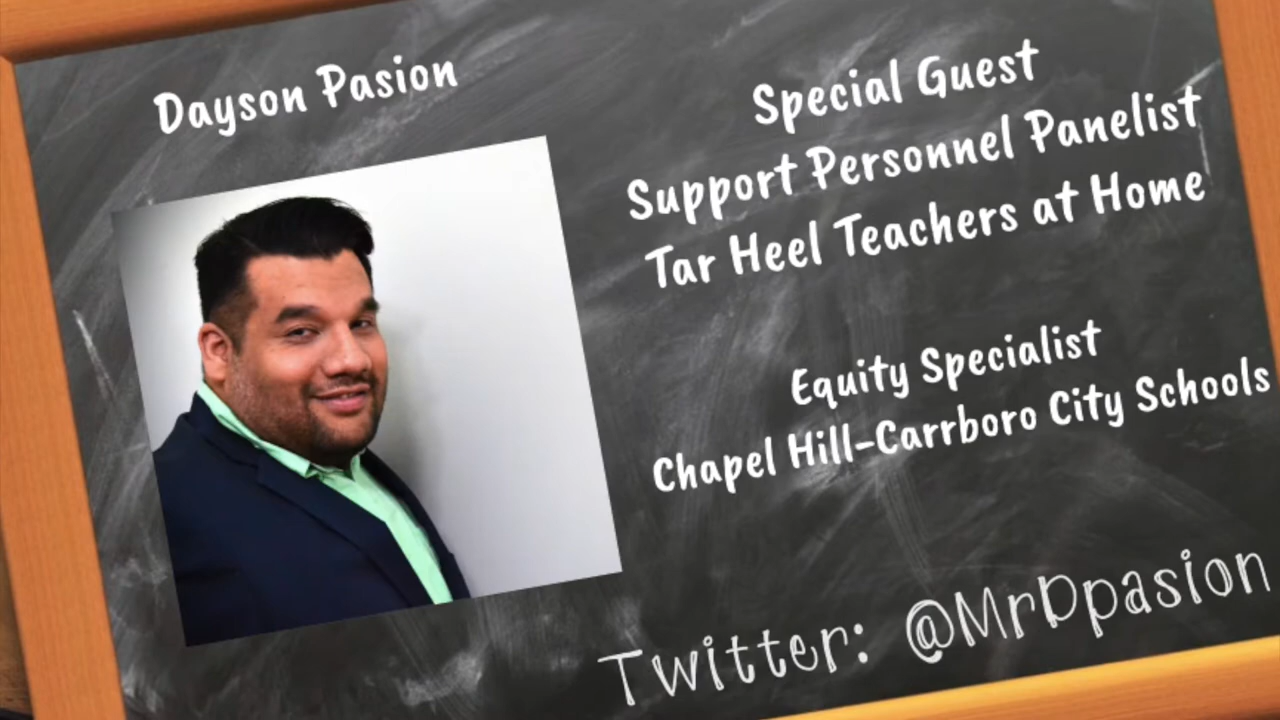 Dayson Pasion
Special Guest
Support Personnel Panelist
Tar Heel Teachers at Home
Equity Specialist
Chapel Hill-Carrboro City Schools
Twitter: @MrDpasion